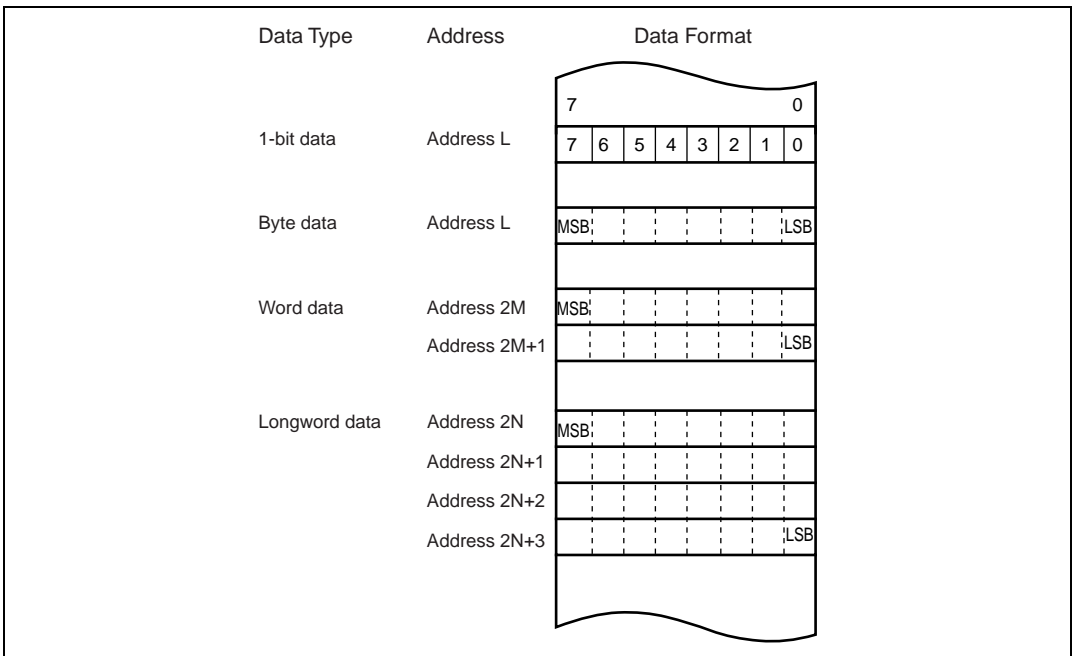 Data Type Address Data Format
7 0
1-bit data Address L 7 6 5 4 3 2 1 0
Byte data Address L MSB LSB
Word data Address 2M MSB
Address 2M+1 LSB
Longword data Address 2N MSB
Address 2N+1
Address 2N+2
Address 2N+3 LSB